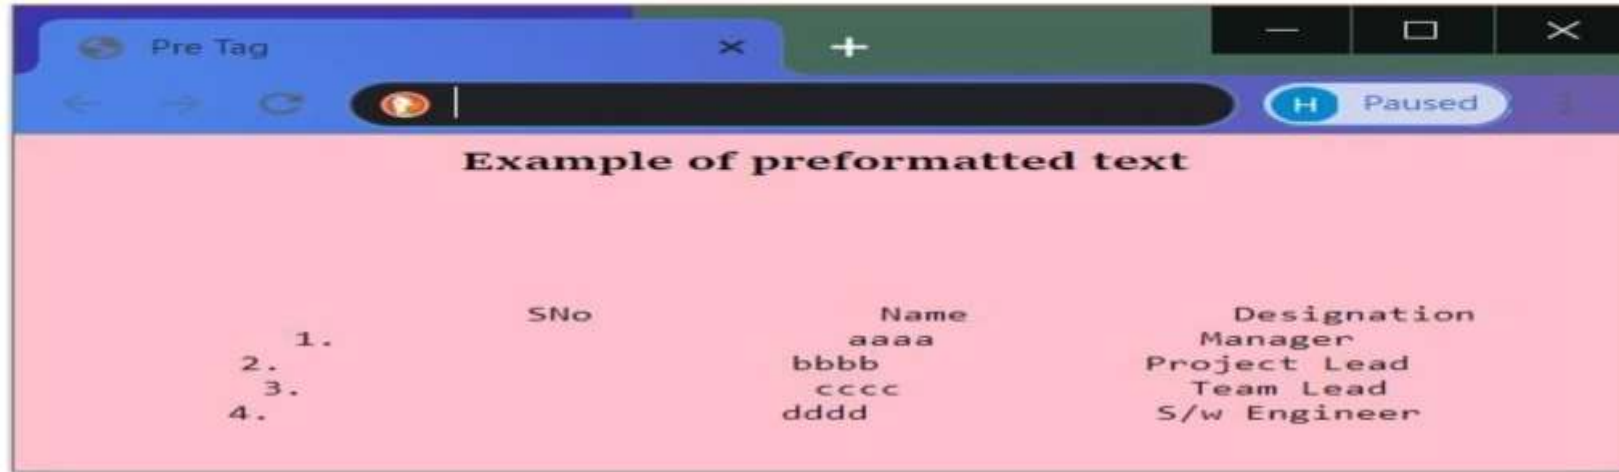 Pre Tag
H Paused
Example of preformatted text
SNo Name Designation
1. aaaa Manager
2. bbbb Project Lead
3. cccc Team Lead
4. dddd S/w Engineer